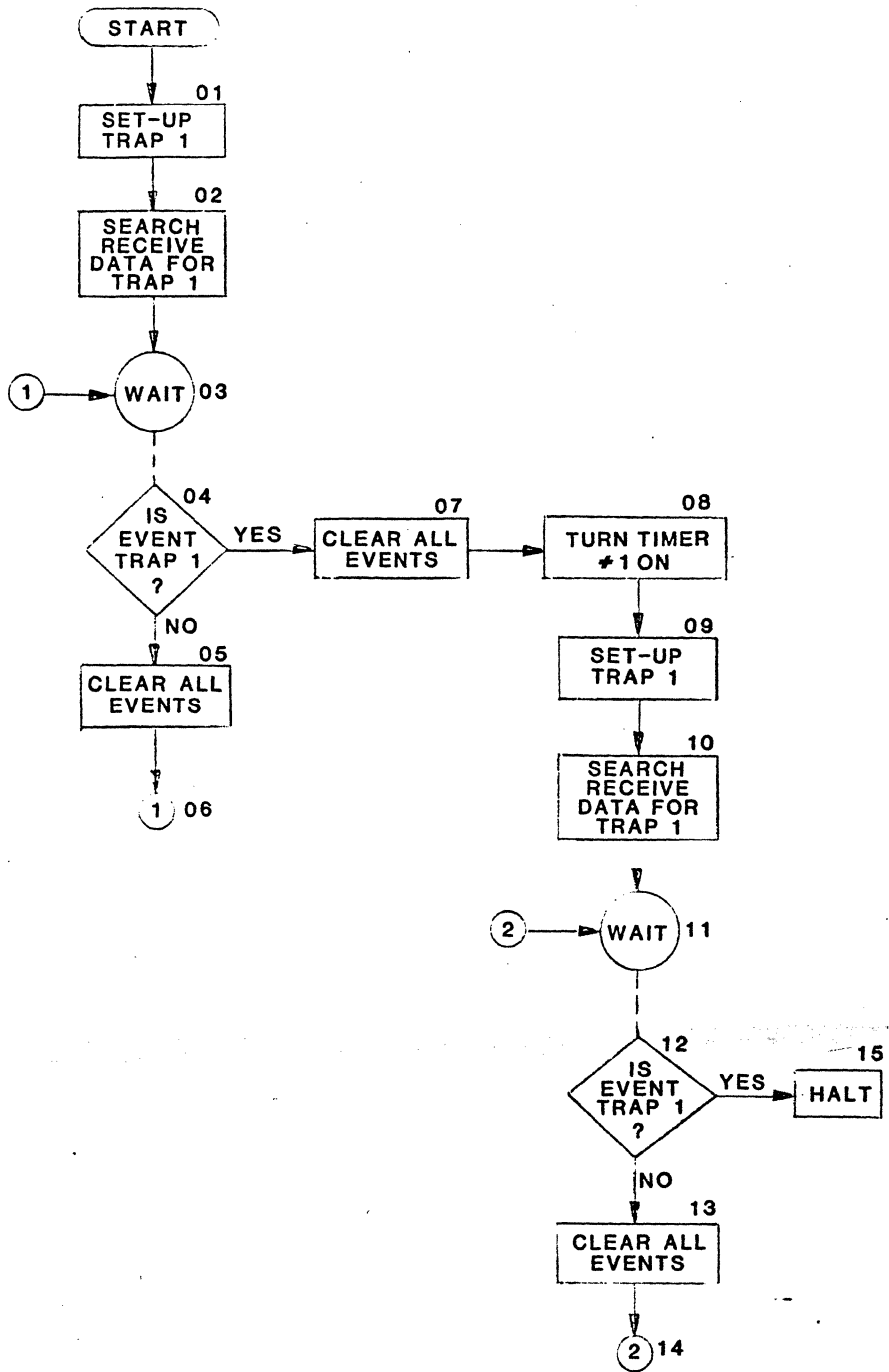 START
01
SET-UP
TRAP 1
02
SEARCH
RECEIVE
DATA FOR
TRAP 1
1
WAIT 03
04
IS
EVENT
TRAP 1
?
YES
NO
05
CLEAR ALL
EVENTS
1 06
07
CLEAR ALL
EVENTS
08
TURN TIMER
#1 ON
09
SET-UP
TRAP 1
10
SEARCH
RECEIVE
DATA FOR
TRAP 1
2
WAIT 11
12
IS
EVENT
TRAP 1
?
YES
15
HALT
NO
13
CLEAR ALL
EVENTS
2 14